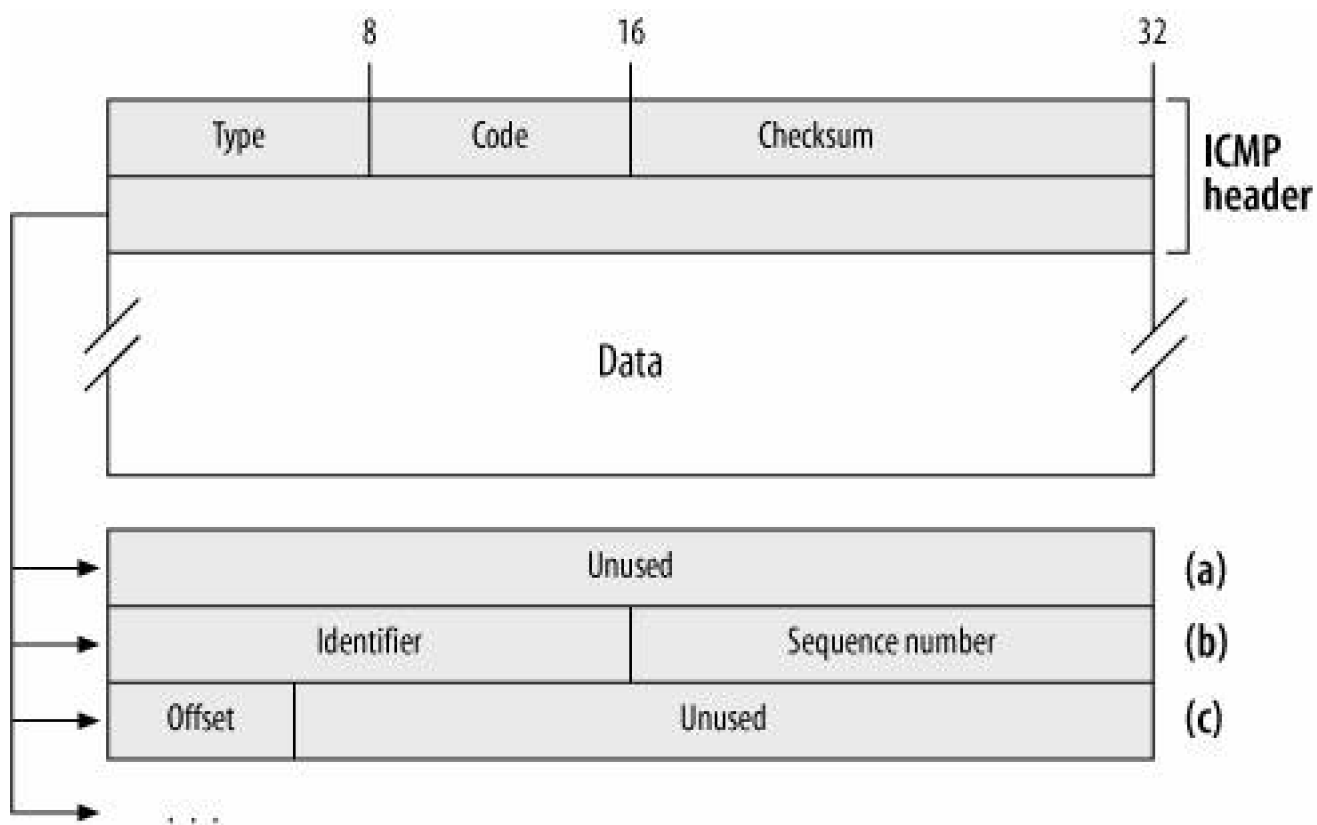 8 16 32
Type Code Checksum
ICMP
header
Data
Unused (a)
Identifier Sequence number (b)
Offset Unused (c)
. . .